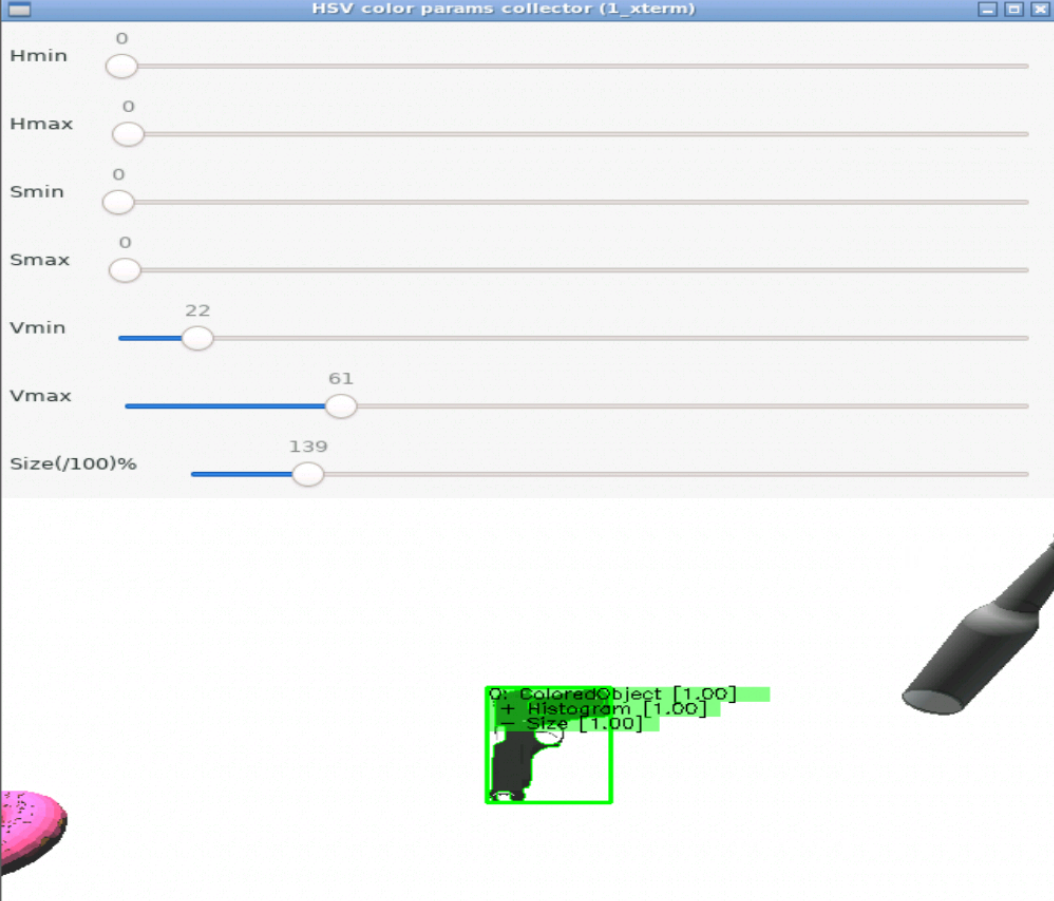 HSV color params collector (1_xterm)
0
Hmin
0
Hmax
0
Smin
0
Smax
22
Vmin
61
Vmax
139
Size(/100)%
O: ColoredObject [1.00]
+ Histogram [1.00]
− Size [1.00]